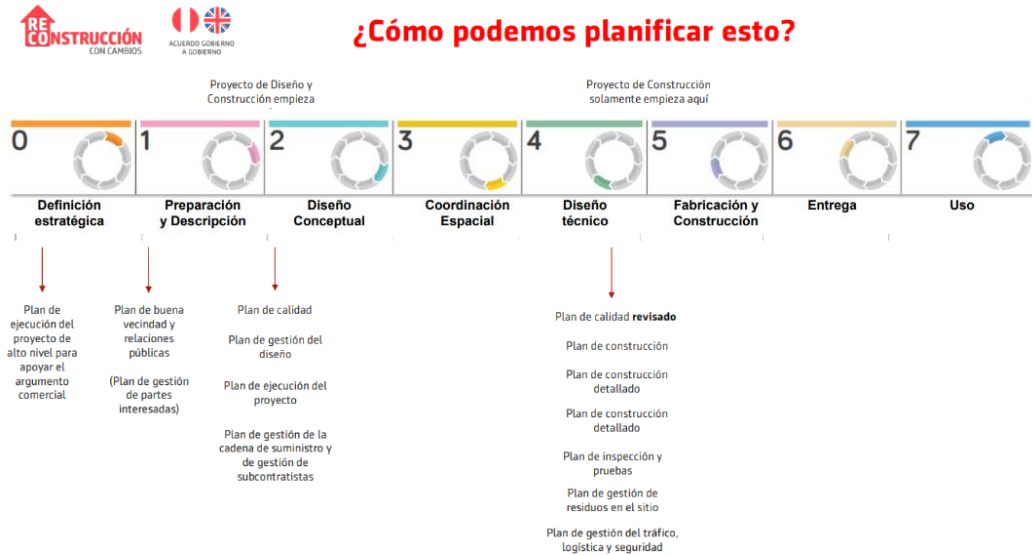 RE
CONSTRUCCIÓN
CON CAMBIOS
ACUERDO GOBIERNO
A GOBIERNO
¿Cómo podemos planificar esto?
Proyecto de Diseño y
Construcción empieza
Proyecto de Construcción
solamente empieza aquí
0
1
2
3
4
5
6
7
Definición
estratégica
Preparación
y Descripción
Diseño
Conceptual
Coordinación
Espacial
Diseño
técnico
Fabricación y
Construcción
Entrega
Uso
Plan de
ejecución del
proyecto de
alto nivel para
apoyar el
argumento
comercial
Plan de buena
vecindad y
relaciones
públicas
(Plan de gestión
de partes
interesadas)
Plan de calidad
Plan de gestión del
diseño
Plan de ejecución del
proyecto
Plan de gestión de la
cadena de suministro y
de gestión de
subcontratistas
Plan de calidad revisado
Plan de construcción
Plan de construcción
detallado
Plan de construcción
detallado
Plan de inspección y
pruebas
Plan de gestión de
residuos en el sitio
Plan de gestión del tráfico,
logística y seguridad